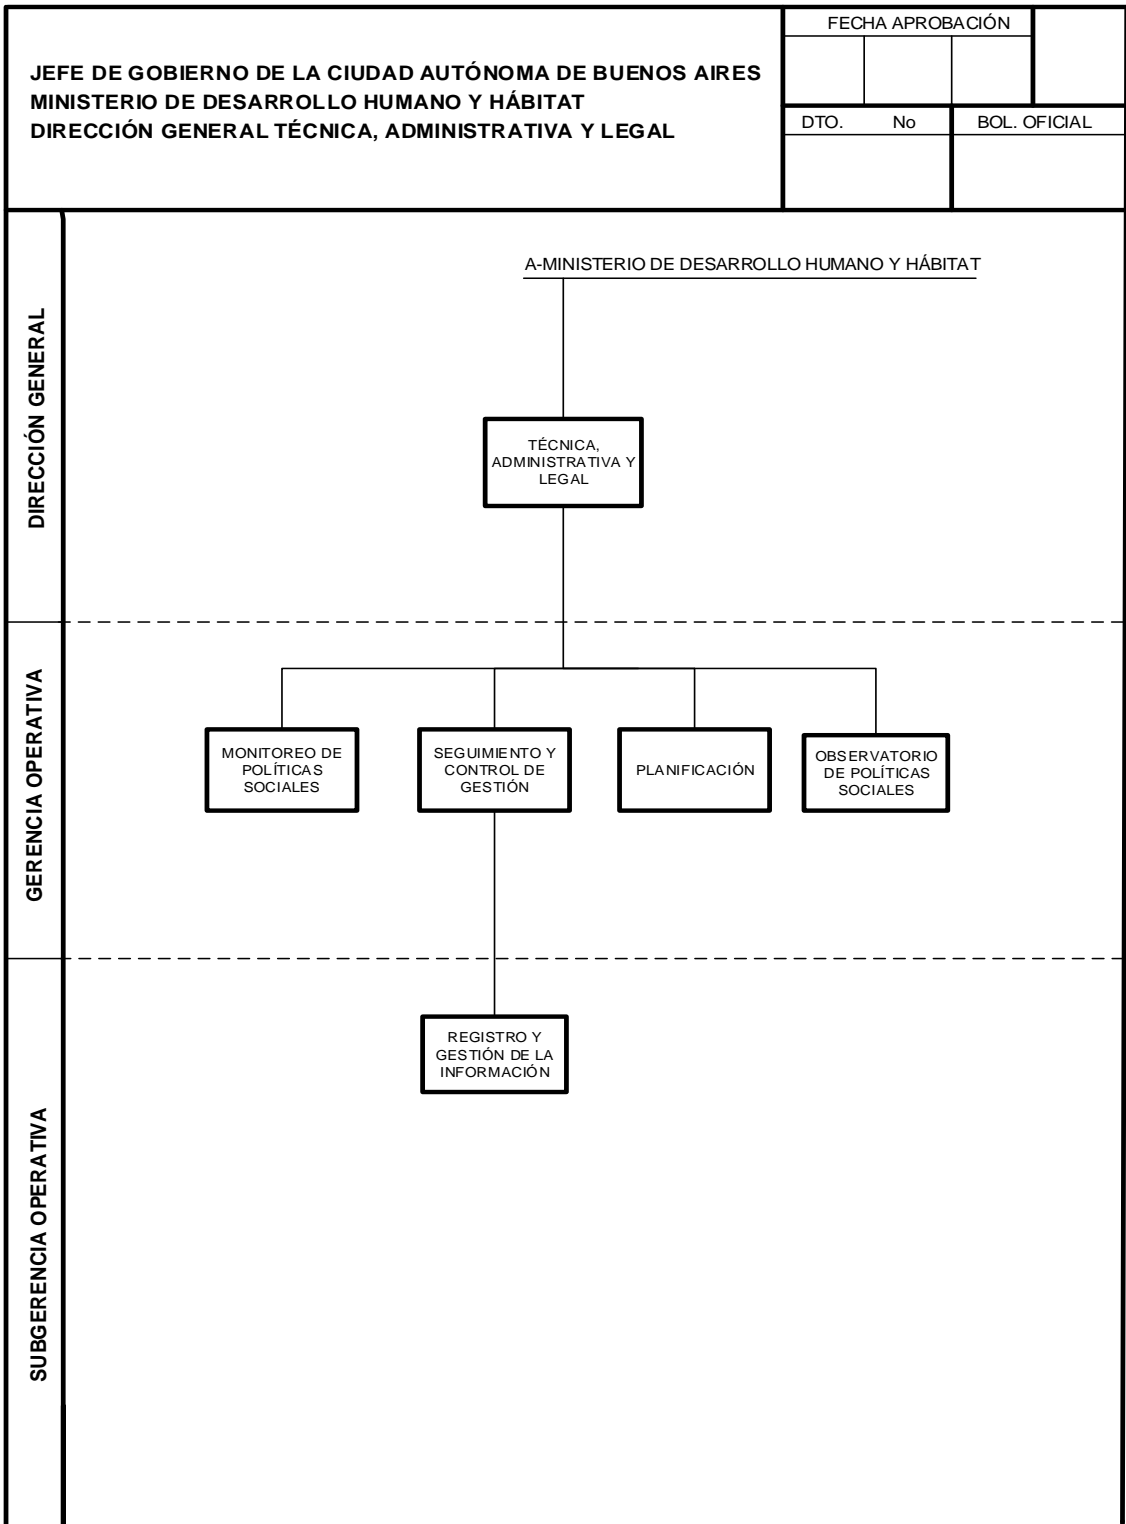 JEFE DE GOBIERNO DE LA CIUDAD AUTÓNOMA DE BUENOS AIRES
MINISTERIO DE DESARROLLO HUMANO Y HÁBITAT
DIRECCIÓN GENERAL TÉCNICA, ADMINISTRATIVA Y LEGAL
FECHA APROBACIÓN
DTO. No
BOL. OFICIAL
DIRECCIÓN GENERAL
A-MINISTERIO DE DESARROLLO HUMANO Y HÁBITAT
TÉCNICA,
ADMINISTRATIVA Y
LEGAL
GERENCIA OPERATIVA
MONITOREO DE
POLÍTICAS
SOCIALES
SEGUIMIENTO Y
CONTROL DE
GESTIÓN
PLANIFICACIÓN
OBSERVATORIO
DE POLÍTICAS
SOCIALES
SUBGERENCIA OPERATIVA
REGISTRO Y
GESTIÓN DE LA
INFORMACIÓN